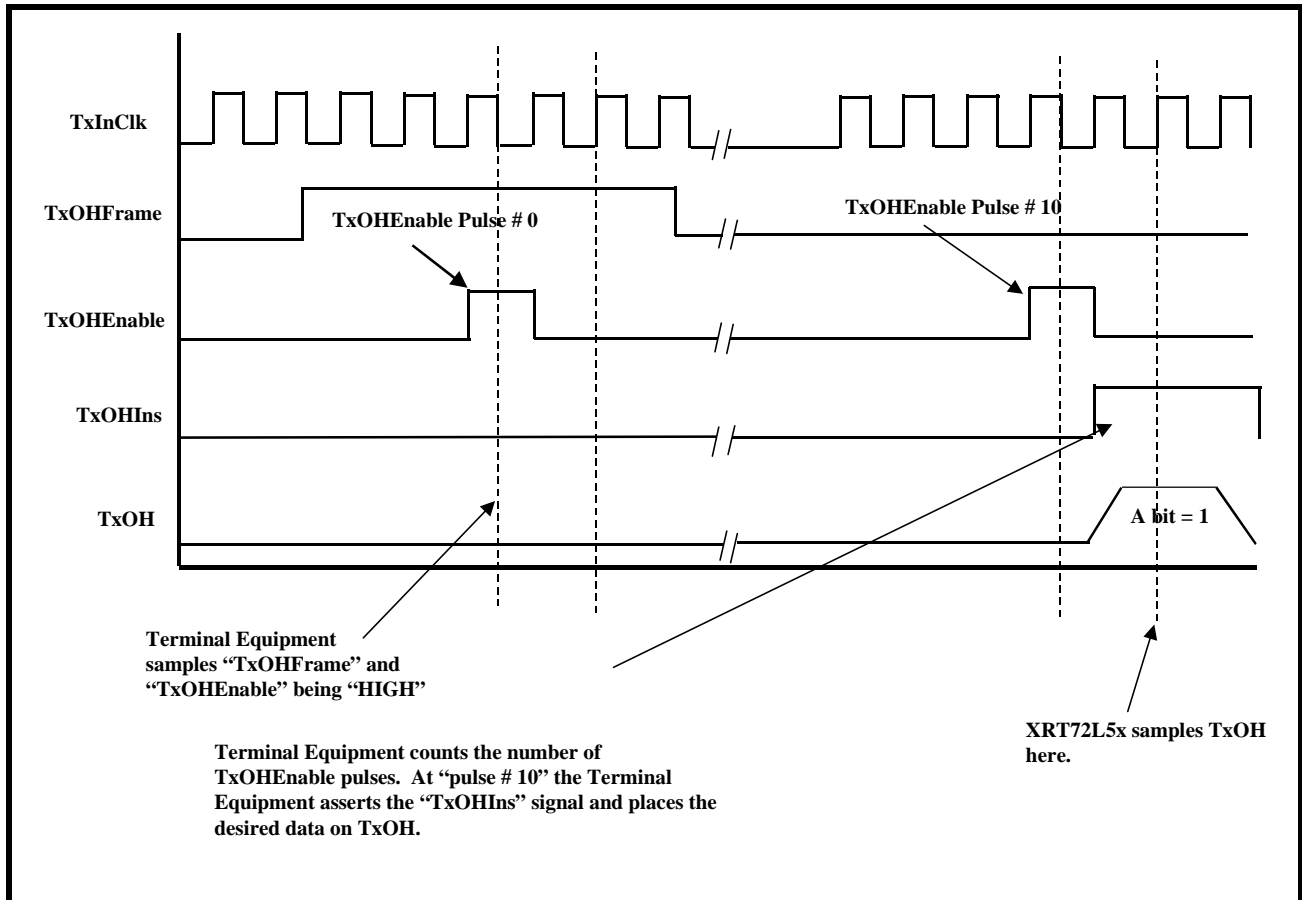 TxInClk
TxOHFrame
TxOHEnable Pulse # 0
TxOHEnable Pulse # 10
TxOHEnable
TxOHIns
TxOH
A bit = 1
Terminal Equipment
samples “TxOHFrame” and
“TxOHEnable” being “HIGH”
XRT72L5x samples TxOH
here.
Terminal Equipment counts the number of
TxOHEnable pulses. At “pulse # 10” the Terminal
Equipment asserts the “TxOHIns” signal and places the
desired data on TxOH.